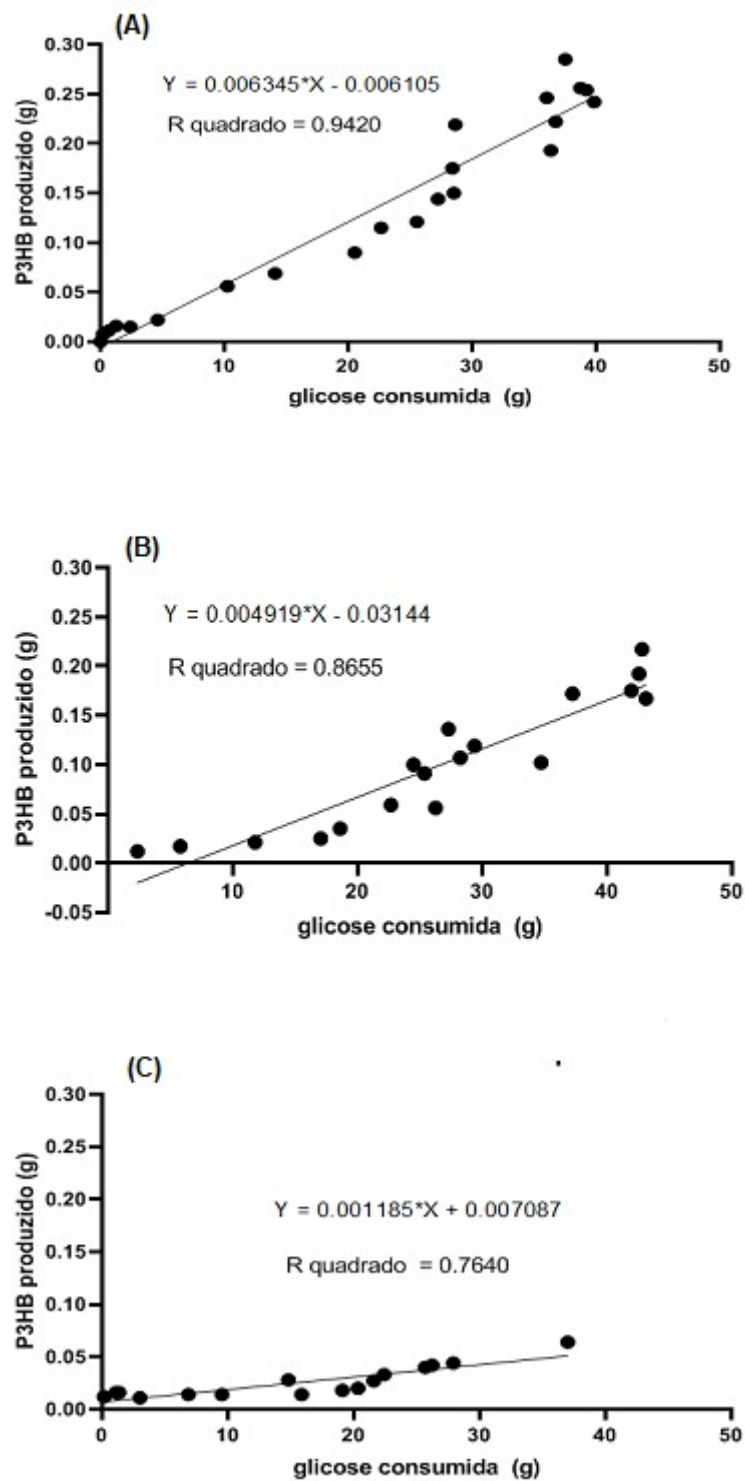 (A)
0.30
Y = 0.006345*X - 0.006105
0.25
R quadrado = 0.9420
0.20
0.15
0.10
0.05
0.00
P3HB produzido (g)
0 10 20 30 40 50
glicose consumida (g)
(B)
0.30
Y = 0.004919*X - 0.03144
0.25
R quadrado = 0.8655
0.20
0.15
0.10
0.05
0.00
-0.05
P3HB produzido (g)
10 20 30 40 50
glicose consumida (g)
(C)
0.30
0.25
0.20
Y = 0.001185*X + 0.007087
0.15
R quadrado = 0.7640
0.10
0.05
0.00
P3HB produzido (g)
0 10 20 30 40 50
glicose consumida (g)